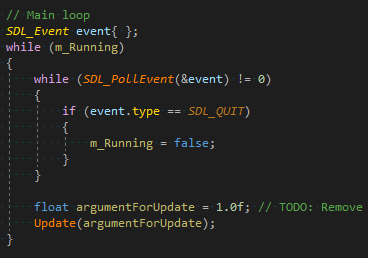 // Main loop
SDL_Event event{ };
while (m_Running)
{
while (SDL_PollEvent(&event) != 0)
{
if (event.type == SDL_QUIT)
{
m_Running = false;
}
}
float argumentForUpdate = 1.0f; // TODO: Remove
Update(argumentForUpdate);
}